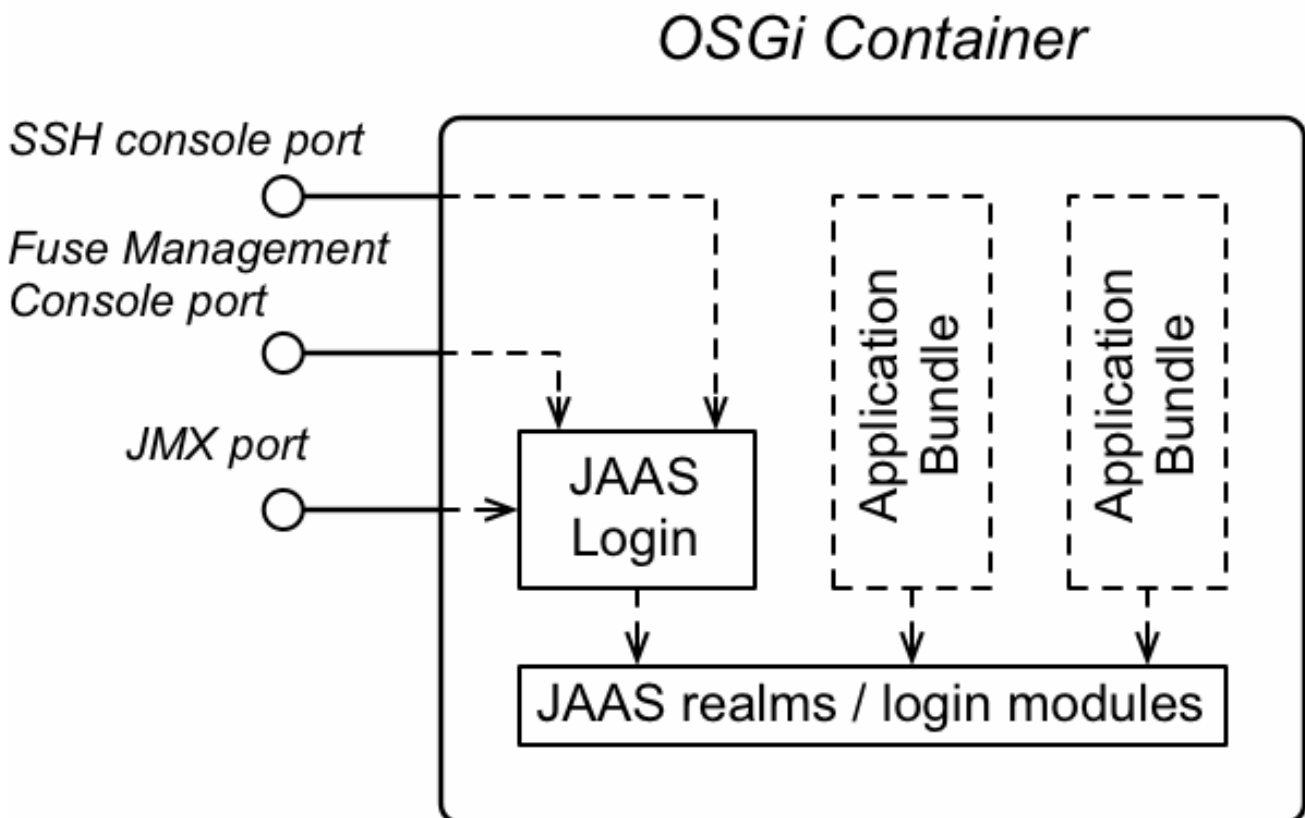 OSGi Container
SSH console port
Fuse Management
Console port
JMX port
JAAS
Login
Application
Bundle
Application
Bundle
JAAS realms / login modules